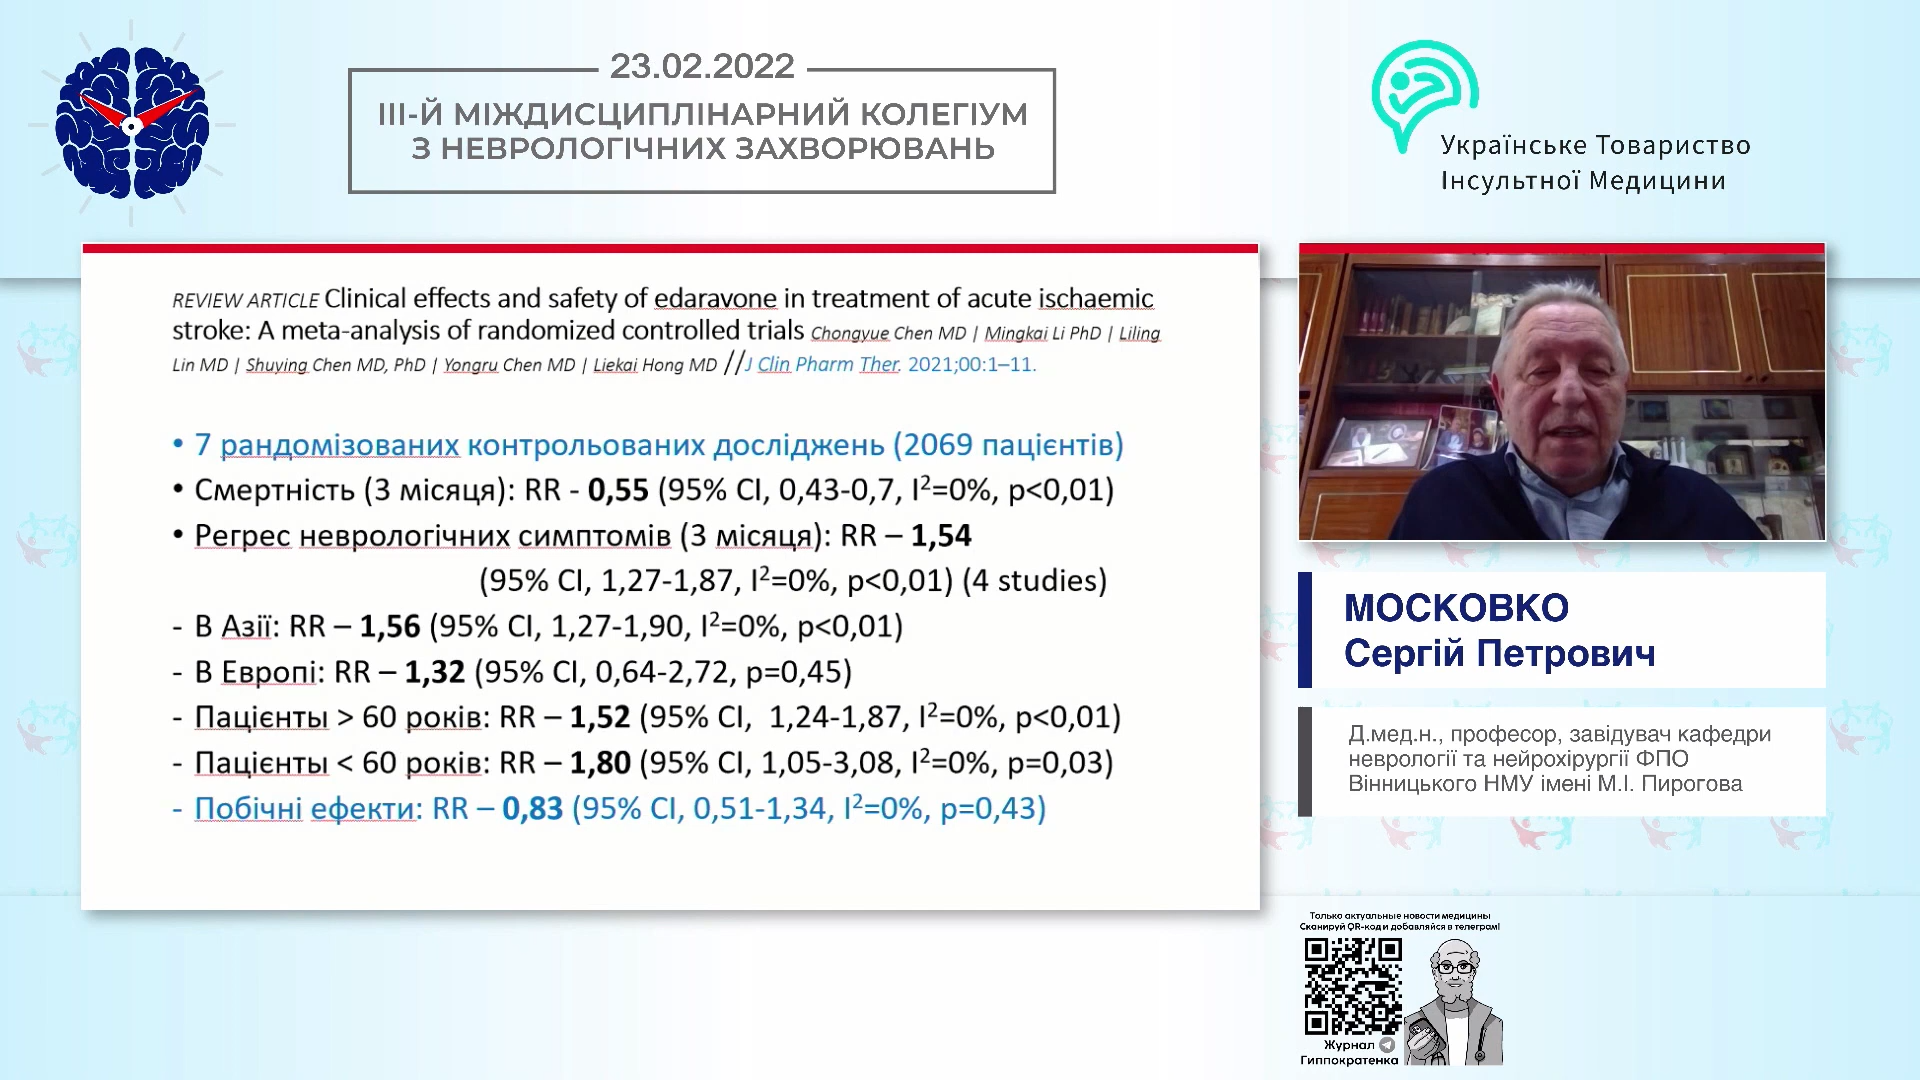 23.02.2022
III-Й МІЖДИСЦИПЛІНАРНИЙ КОЛЕГІУМ
З НЕВРОЛОГІЧНИХ ЗАХВОРЮВАНЬ
Українське Товариство
Інсультної Медицини
REVIEW ARTICLE Clinical effects and safety of edaravone in treatment of acute ischaemic
stroke: A meta-analysis of randomized controlled trials Chongyue Chen MD | Mingkai Li PhD | Liling
Lin MD | Shuying Chen MD, PhD | Yongru Chen MD | Liekai Hong MD //J Clin Pharm Ther. 2021;00:1–11.
• 7 рандомізованих контрольованих досліджень (2069 пацієнтів)
• Смертність (3 місяця): RR - 0,55 (95% CI, 0,43-0,7, I²=0%, p<0,01)
• Регрес неврологічних симптомів (3 місяця): RR – 1,54
(95% CI, 1,27-1,87, I²=0%, p<0,01) (4 studies)
- В Азії: RR – 1,56 (95% CI, 1,27-1,90, I²=0%, p<0,01)
- В Европі: RR – 1,32 (95% CI, 0,64-2,72, p=0,45)
- Пацієнты > 60 років: RR – 1,52 (95% CI, 1,24-1,87, I²=0%, p<0,01)
- Пацієнты < 60 років: RR – 1,80 (95% CI, 1,05-3,08, I²=0%, p=0,03)
- Побічні ефекти: RR – 0,83 (95% CI, 0,51-1,34, I²=0%, p=0,43)
МОСКОВКО
Сергій Петрович
Д.мед.н., професор, завідувач кафедри
неврології та нейрохірургії ФПО
Вінницького НМУ імені М.І. Пирогова
Только актуальные новости медицины
Сканируй QR-код и добавляйся в телеграм!
Журнал
Гиппократенка